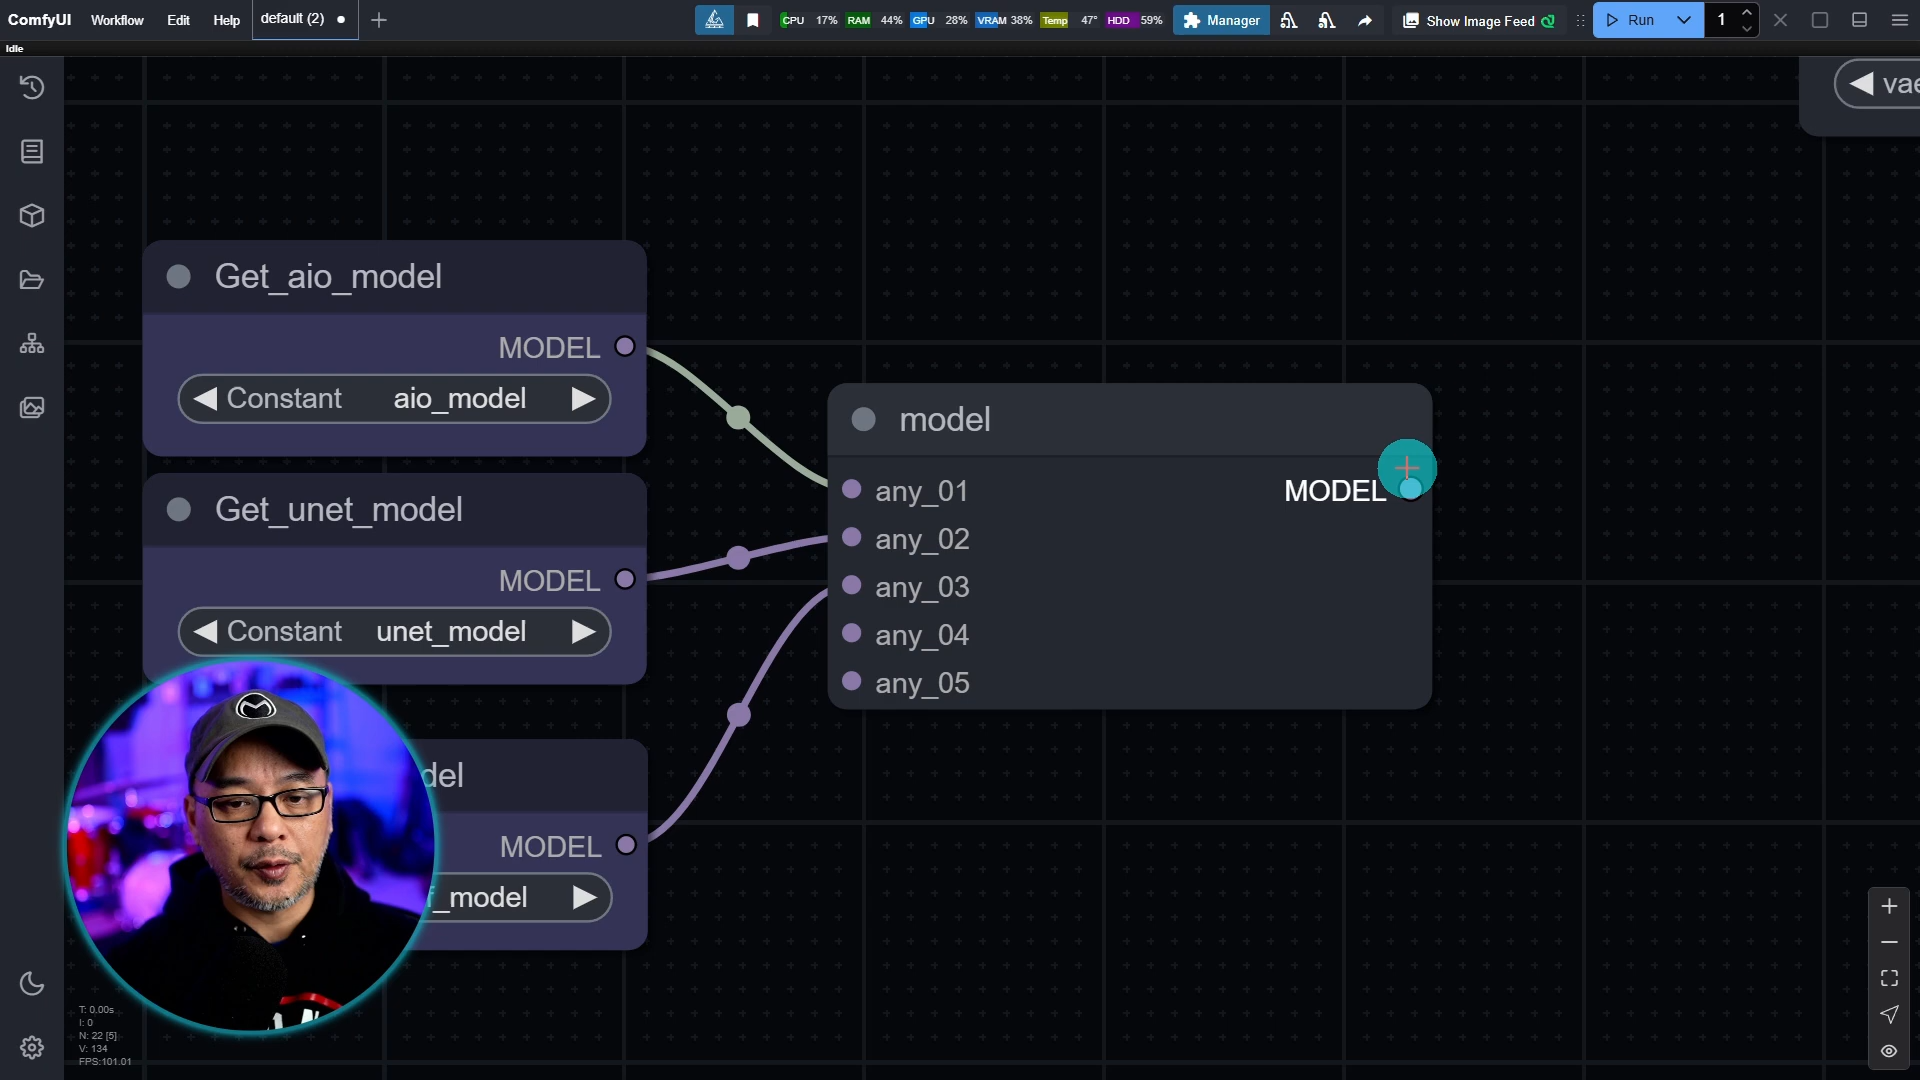 ComfyUI Workflow Edit Help default (2)
CPU 17% RAM 44% GPU 28% VRAM 38% Temp 47° HDD 59% Manager Show Image Feed Run 1
Idle
vae
Get_aio_model
MODEL
Constant aio_model
Get_unet_model
MODEL
Constant unet_model
del
MODEL
f_model
model
any_01 MODEL
any_02
any_03
any_04
any_05
T: 0.00s
I: 0
N: 22 [5]
V: 134
FPS:101.01